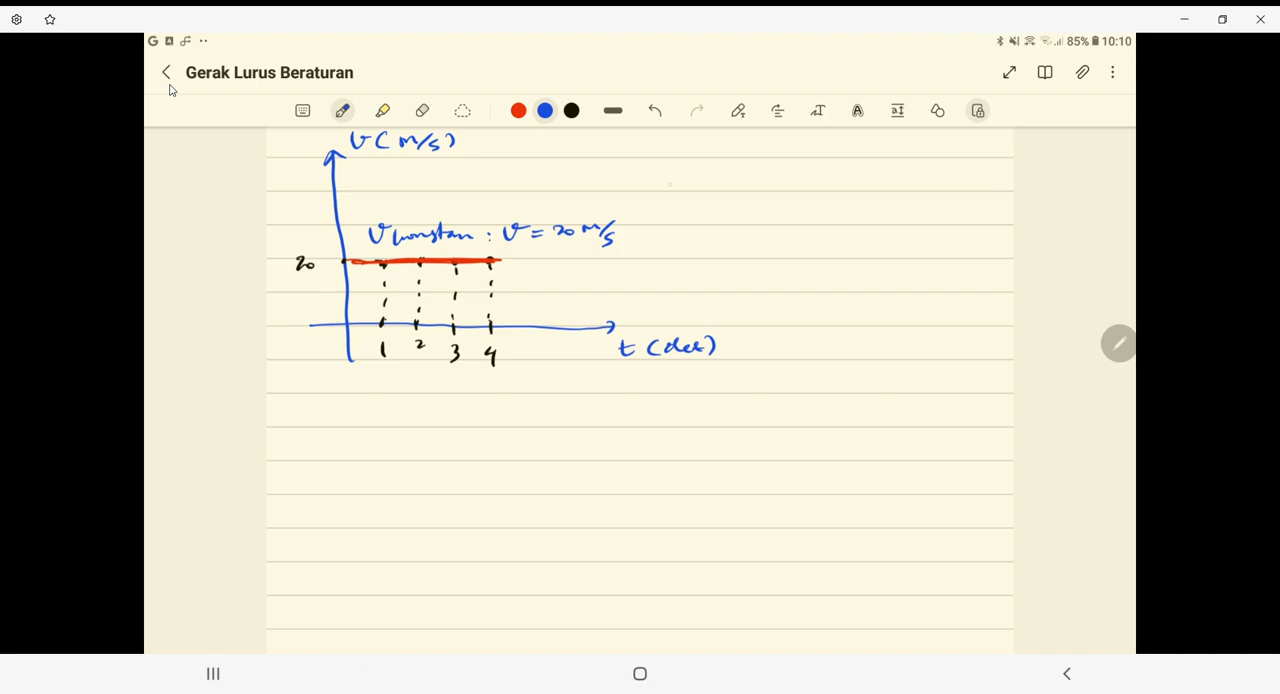 85% 10:10
Gerak Lurus Beraturan
v (m/s)
v konstan : v = 20 m/s
20
1 2 3 4
t (det)